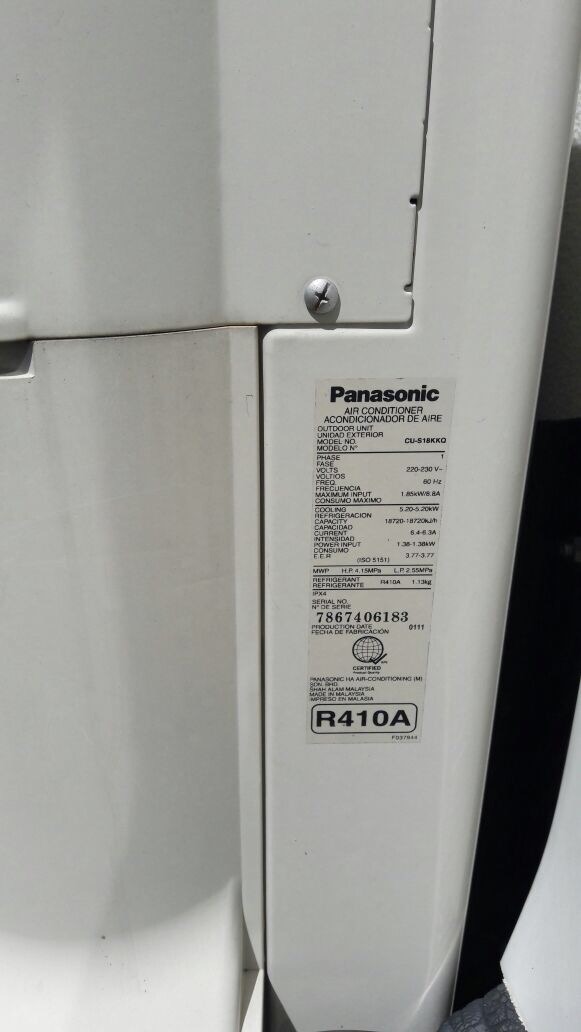 Panasonic
AIR CONDITIONER
ACONDICIONADOR DE AIRE
OUTDOOR UNIT
UNIDAD EXTERIOR
MODEL NO. CU-S18KKQ
MODELO N°
PHASE 1
FASE
VOLTS 220-230 V~
VOLTIOS
FREQ. 60 Hz
FRECUENCIA
MAXIMUM INPUT 1.85kW/8.8A
CONSUMO MAXIMO
COOLING 5.20-5.20kW
REFRIGERACION
CAPACITY 18720-18720kJ/h
CAPACIDAD
CURRENT 6.4-6.3A
INTENSIDAD
POWER INPUT 1.38-1.38kW
CONSUMO
E.E.R 3.77-3.77
(ISO 5151)
MWP H.P. 4.15MPa L.P. 2.55MPa
REFRIGERANT R410A 1.13kg
REFRIGERANTE
IPX4
SERIAL NO.
N° DE SERIE
7867406183
PRODUCTION DATE 0111
FECHA DE FABRICACIÓN
CERTIFIED
Product Quality
PANASONIC HA AIR-CONDITIONING (M)
SDN. BHD.
SHAH ALAM MALAYSIA
MADE IN MALAYSIA
IMPRESO EN MALASIA
R410A
F037944